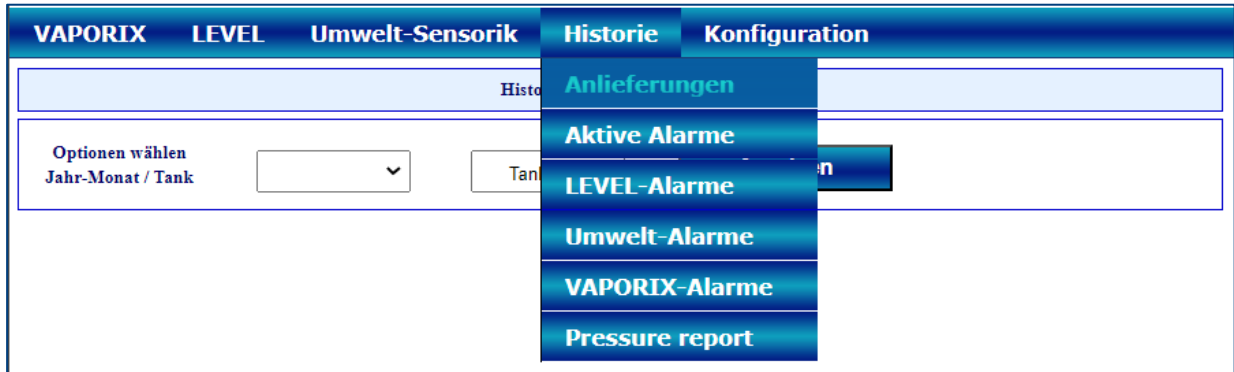 VAPORIX LEVEL Umwelt-Sensorik Historie Konfiguration
Anlieferungen
Aktive Alarme
LEVEL-Alarme
Umwelt-Alarme
VAPORIX-Alarme
Pressure report
Optionen wählen
Jahr-Monat / Tank